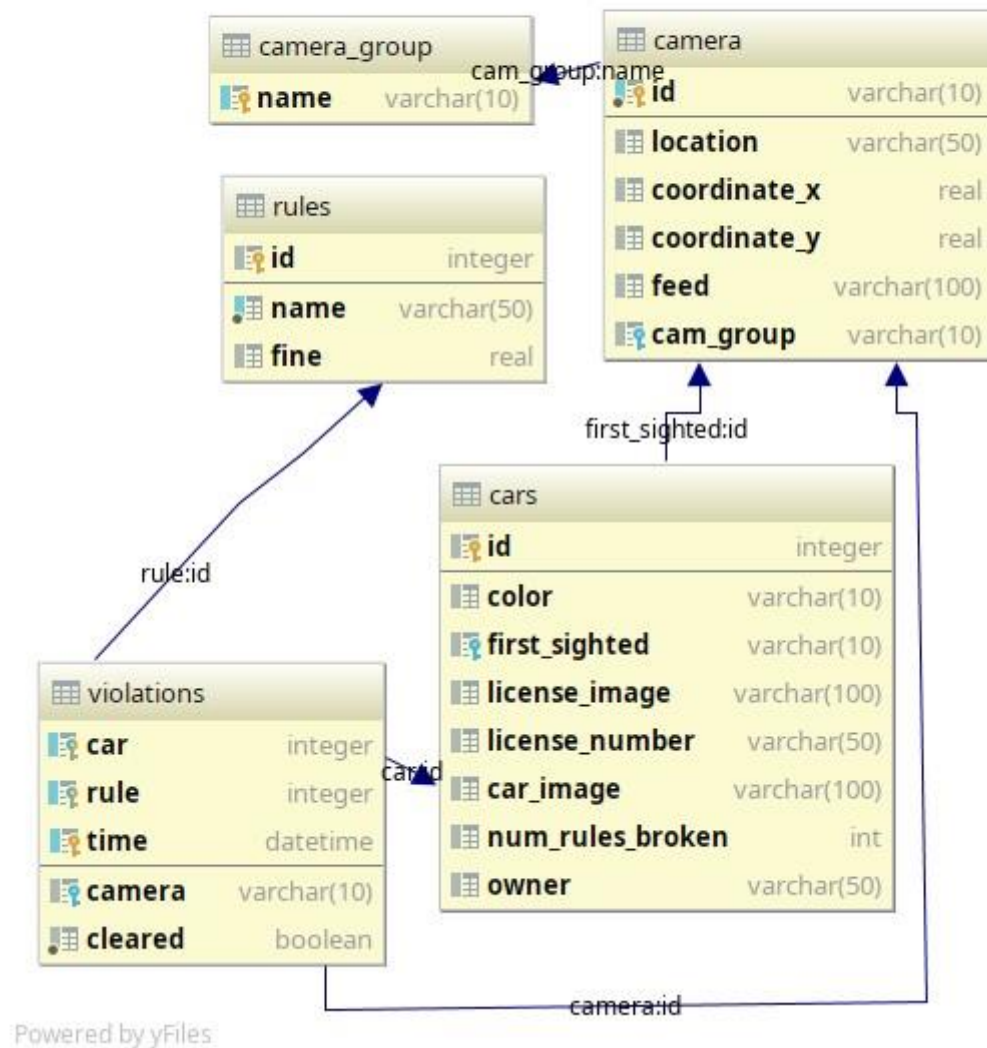 camera_group
name varchar(10)
cam_group:name
camera
id varchar(10)
location varchar(50)
coordinate_x real
coordinate_y real
feed varchar(100)
cam_group varchar(10)
rules
id integer
name varchar(50)
fine real
first_sighted:id
cars
id integer
color varchar(10)
first_sighted varchar(10)
license_image varchar(100)
license_number varchar(50)
car_image varchar(100)
num_rules_broken int
owner varchar(50)
rule:id
violations
car integer
rule integer
time datetime
camera varchar(10)
cleared boolean
car:id
camera:id
Powered by yFiles